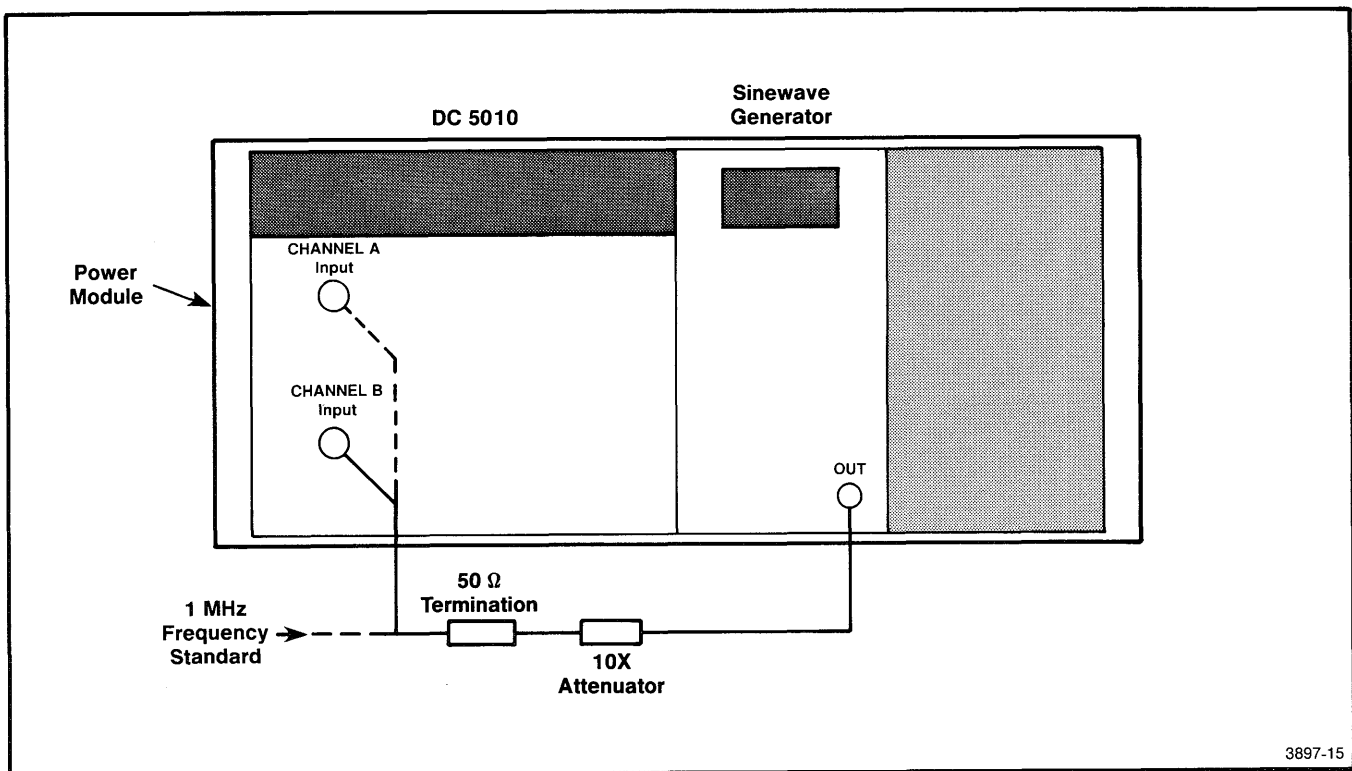 DC 5010
Sinewave
Generator
CHANNEL A
Input
Power
Module
CHANNEL B
Input
OUT
50 Ω
Termination
1 MHz
Frequency
Standard
10X
Attenuator
3897-15